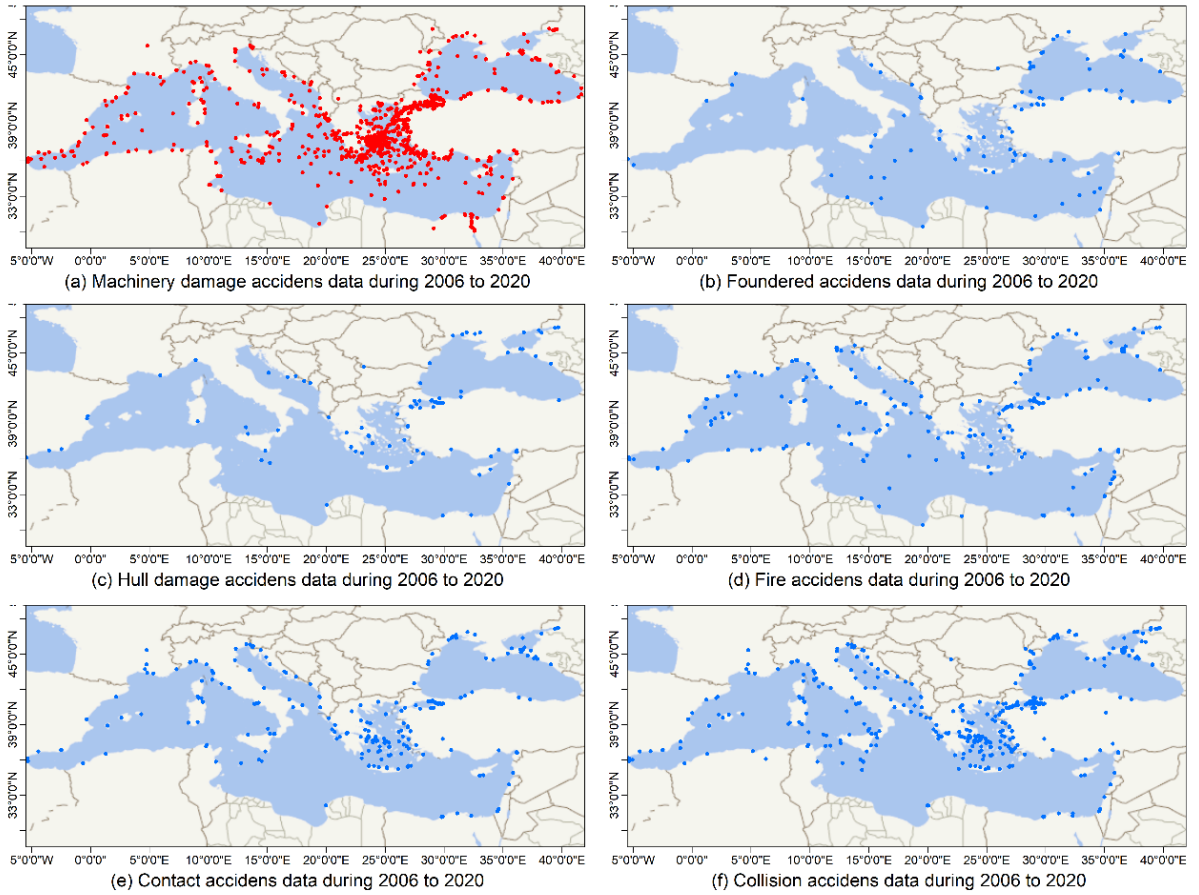 45°0'0"N
39°0'0"N
33°0'0"N
5°0'0"W 0°0'0" 5°0'0"E 10°0'0"E 15°0'0"E 20°0'0"E 25°0'0"E 30°0'0"E 35°0'0"E 40°0'0"E
(a) Machinery damage accidens data during 2006 to 2020
45°0'0"N
39°0'0"N
33°0'0"N
5°0'0"W 0°0'0" 5°0'0"E 10°0'0"E 15°0'0"E 20°0'0"E 25°0'0"E 30°0'0"E 35°0'0"E 40°0'0"E
(b) Foundered accidens data during 2006 to 2020
45°0'0"N
39°0'0"N
33°0'0"N
5°0'0"W 0°0'0" 5°0'0"E 10°0'0"E 15°0'0"E 20°0'0"E 25°0'0"E 30°0'0"E 35°0'0"E 40°0'0"E
(c) Hull damage accidens data during 2006 to 2020
45°0'0"N
39°0'0"N
33°0'0"N
5°0'0"W 0°0'0" 5°0'0"E 10°0'0"E 15°0'0"E 20°0'0"E 25°0'0"E 30°0'0"E 35°0'0"E 40°0'0"E
(d) Fire accidens data during 2006 to 2020
45°0'0"N
39°0'0"N
33°0'0"N
5°0'0"W 0°0'0" 5°0'0"E 10°0'0"E 15°0'0"E 20°0'0"E 25°0'0"E 30°0'0"E 35°0'0"E 40°0'0"E
(e) Contact accidens data during 2006 to 2020
45°0'0"N
39°0'0"N
33°0'0"N
5°0'0"W 0°0'0" 5°0'0"E 10°0'0"E 15°0'0"E 20°0'0"E 25°0'0"E 30°0'0"E 35°0'0"E 40°0'0"E
(f) Collision accidens data during 2006 to 2020